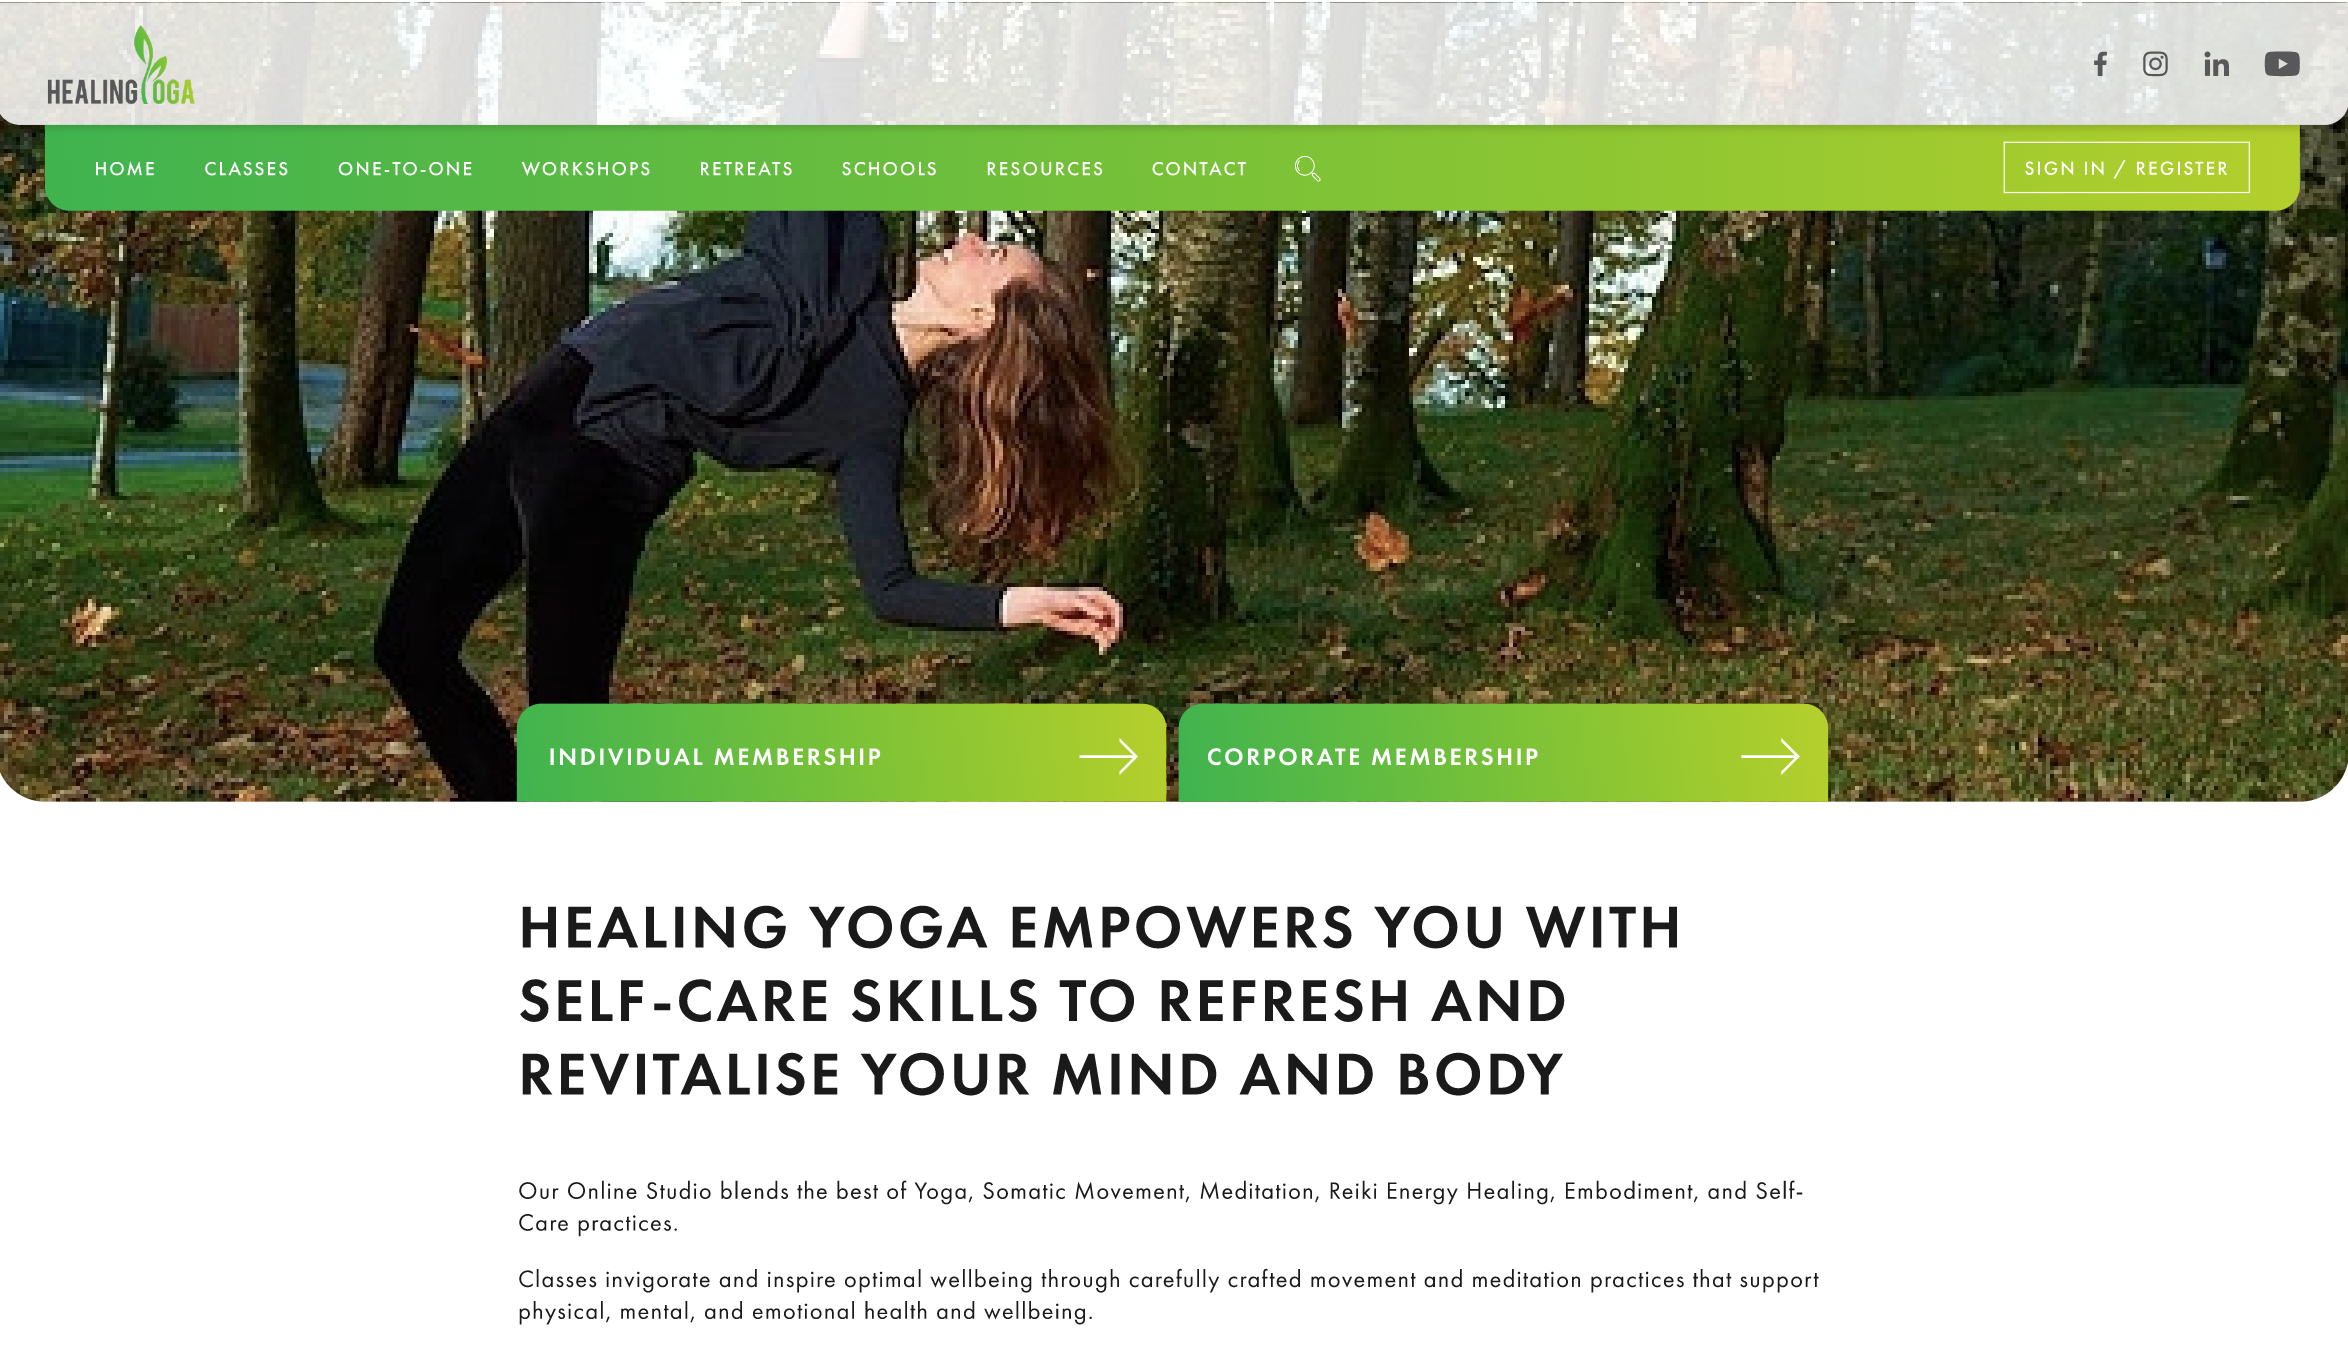 HEALING YOGA
HOME CLASSES ONE-TO-ONE WORKSHOPS RETREATS SCHOOLS RESOURCES CONTACT SIGN IN / REGISTER
INDIVIDUAL MEMBERSHIP CORPORATE MEMBERSHIP
HEALING YOGA EMPOWERS YOU WITH
SELF-CARE SKILLS TO REFRESH AND
REVITALISE YOUR MIND AND BODY
Our Online Studio blends the best of Yoga, Somatic Movement, Meditation, Reiki Energy Healing, Embodiment, and Self-
Care practices.
Classes invigorate and inspire optimal wellbeing through carefully crafted movement and meditation practices that support
physical, mental, and emotional health and wellbeing.